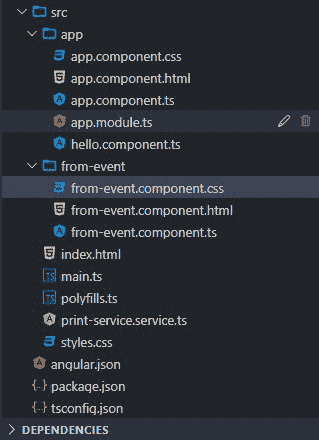 src
app
app.component.css
app.component.html
app.component.ts
app.module.ts
hello.component.ts
from-event
from-event.component.css
from-event.component.html
from-event.component.ts
index.html
main.ts
polyfills.ts
print-service.service.ts
styles.css
angular.json
package.json
tsconfig.json
DEPENDENCIES